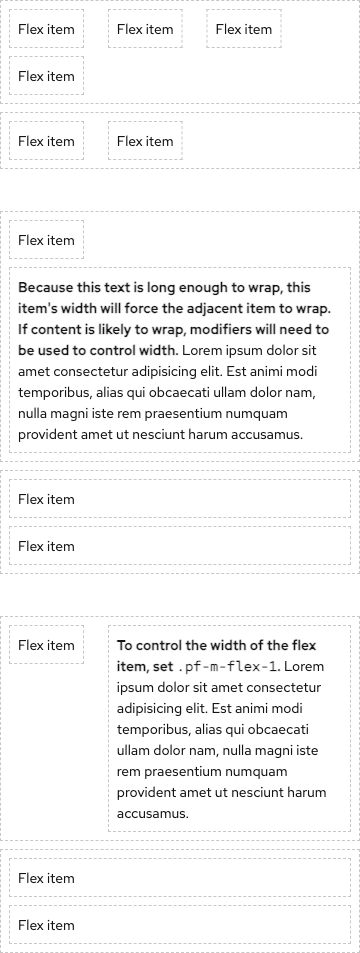 Flex item Flex item Flex item
Flex item
Flex item Flex item
Flex item
Because this text is long enough to wrap, this
item's width will force the adjacent item to wrap.
If content is likely to wrap, modifiers will need to
be used to control width. Lorem ipsum dolor sit
amet consectetur adipisicing elit. Est animi modi
temporibus, alias qui obcaecati ullam dolor nam,
nulla magni iste rem praesentium numquam
provident amet ut nesciunt harum accusamus.
Flex item
Flex item
Flex item
To control the width of the flex
item, set .pf-m-flex-1. Lorem
ipsum dolor sit amet consectetur
adipisicing elit. Est animi modi
temporibus, alias qui obcaecati
ullam dolor nam, nulla magni iste
rem praesentium numquam
provident amet ut nesciunt harum
accusamus.
Flex item
Flex item